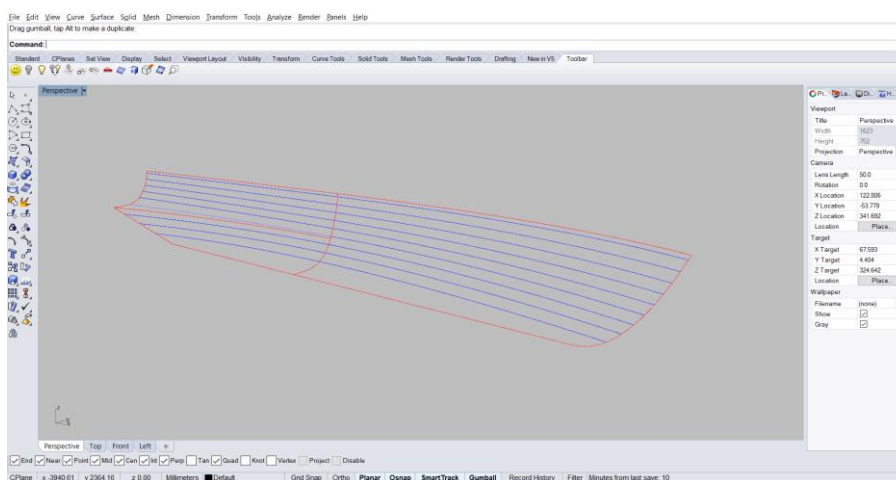 File Edit View Curve Surface Solid Mesh Dimension Transform Tools Analyze Render Panels Help
Drag gumball, tap Alt to make a duplicate:
Command:
Standard CPlanes Set View Display Select Viewport Layout Visibility Transform Curve Tools Solid Tools Mesh Tools Render Tools Drafting New in V5 Toolbar
Perspective
Pr.. La.. Di.. H..
Viewport
Title Perspective
Width 1623
Height 752
Projection Perspective
Camera
Lens Length 50.0
Rotation 0.0
X Location 122.806
Y Location -53.779
Z Location 341.692
Location Place...
Target
X Target 67.593
Y Target 4.404
Z Target 324.642
Location Place...
Wallpaper
Filename (none)
Show
Gray
z
Perspective Top Front Left
End Near Point Mid Cen Int Perp Tan Quad Knot Vertex Project Disable
CPlane x -3940.61 y 2364.16 z 0.00 Millimeters Default Grid Snap Ortho Planar Osnap SmartTrack Gumball Record History Filter Minutes from last save: 10